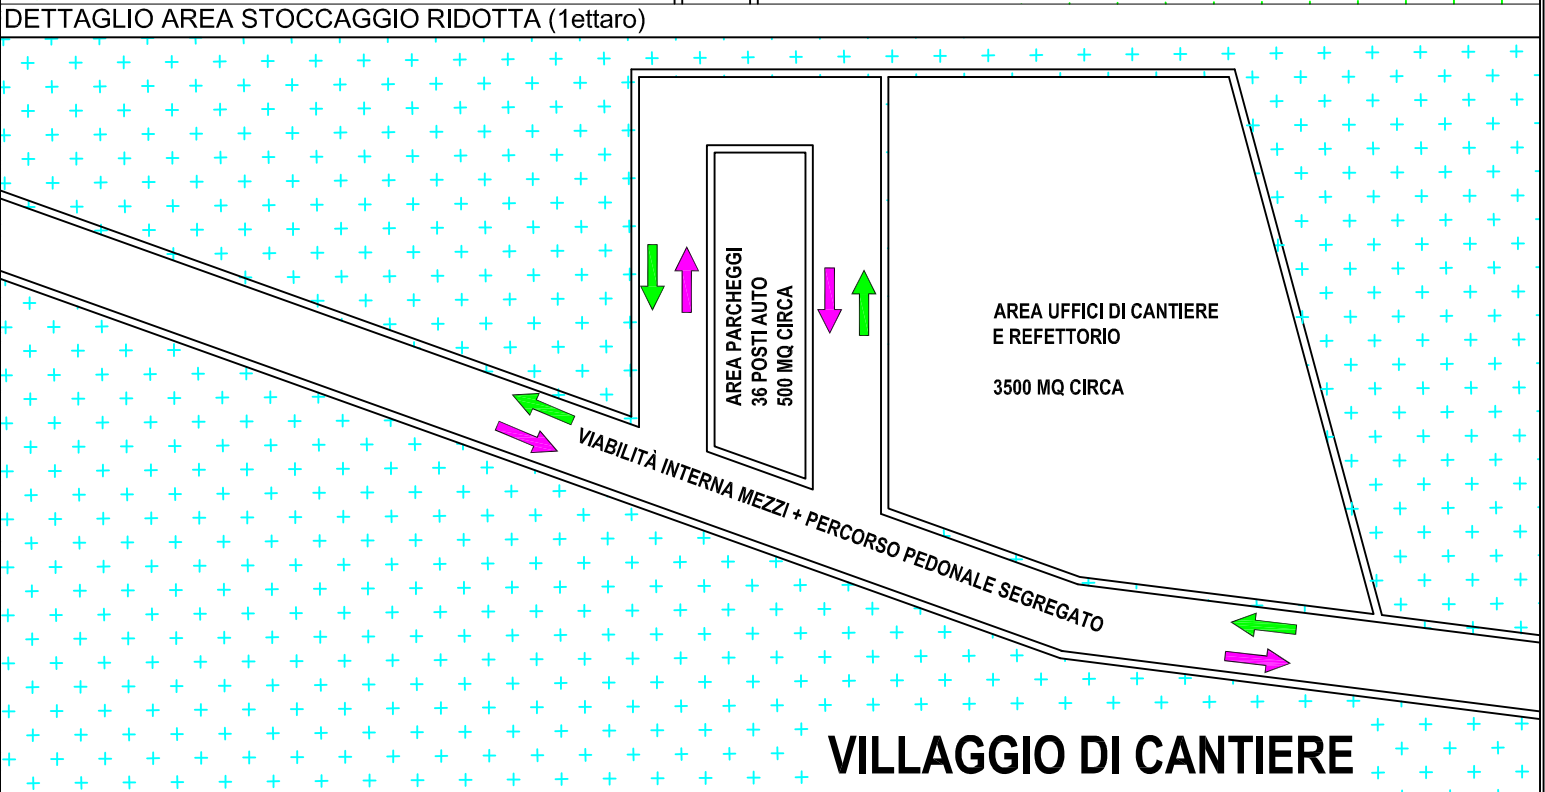 DETTAGLIO AREA STOCCAGGIO RIDOTTA (1ettaro)
AREA PARCHEGGI
36 POSTI AUTO
500 MQ CIRCA
AREA UFFICI DI CANTIERE
E REFETTORIO
3500 MQ CIRCA
VIABILITÀ INTERNA MEZZI + PERCORSO PEDONALE SEGREGATO
VILLAGGIO DI CANTIERE